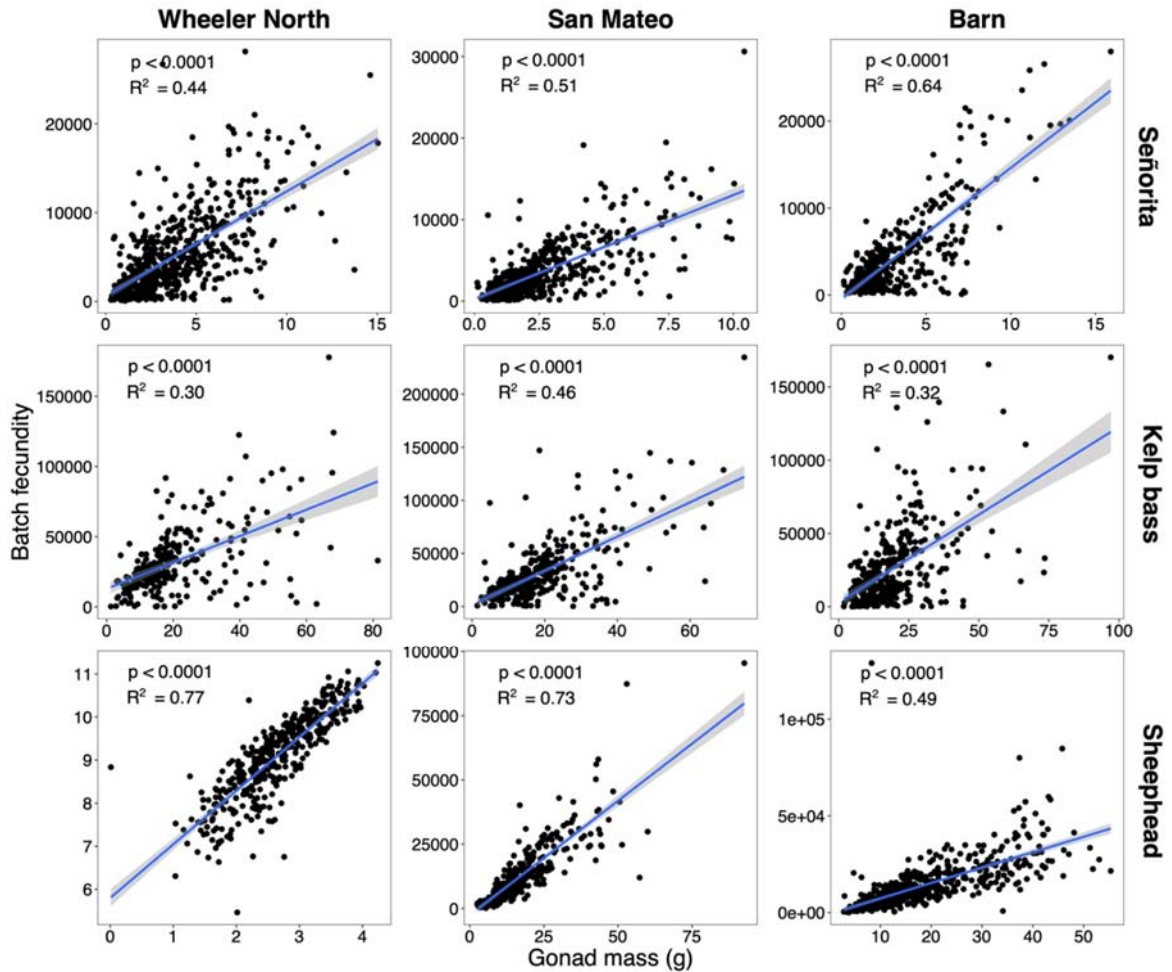 Wheeler North San Mateo Barn
p < 0.0001
R² = 0.44
20000
10000
0
0 5 10 15
p < 0.0001
R² = 0.51
30000
20000
10000
0
0.0 2.5 5.0 7.5 10.0
p < 0.0001
R² = 0.64
20000
10000
0
0 5 10 15
Señorita
Batch fecundity
p < 0.0001
R² = 0.30
150000
100000
50000
0
0 20 40 60 80
p < 0.0001
R² = 0.46
200000
150000
100000
50000
0
0 20 40 60
p < 0.0001
R² = 0.32
150000
100000
50000
0
0 25 50 75 100
Kelp bass
p < 0.0001
R² = 0.77
11
10
9
8
7
6
0 1 2 3 4
p < 0.0001
R² = 0.73
100000
75000
50000
25000
0
0 25 50 75
p < 0.0001
R² = 0.49
1e+05
5e+04
0e+00
10 20 30 40 50
Sheephead
Gonad mass (g)